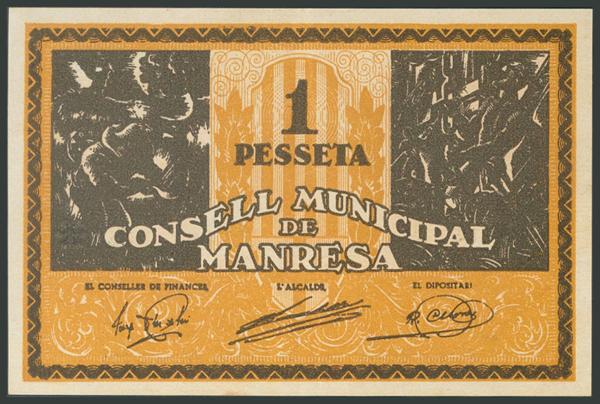 1
PESSETA
CONSELL MUNICIPAL
DE
MANRESA
EL CONSELLER DE FINANCES, L'ALCALDE, EL DIPOSITARI